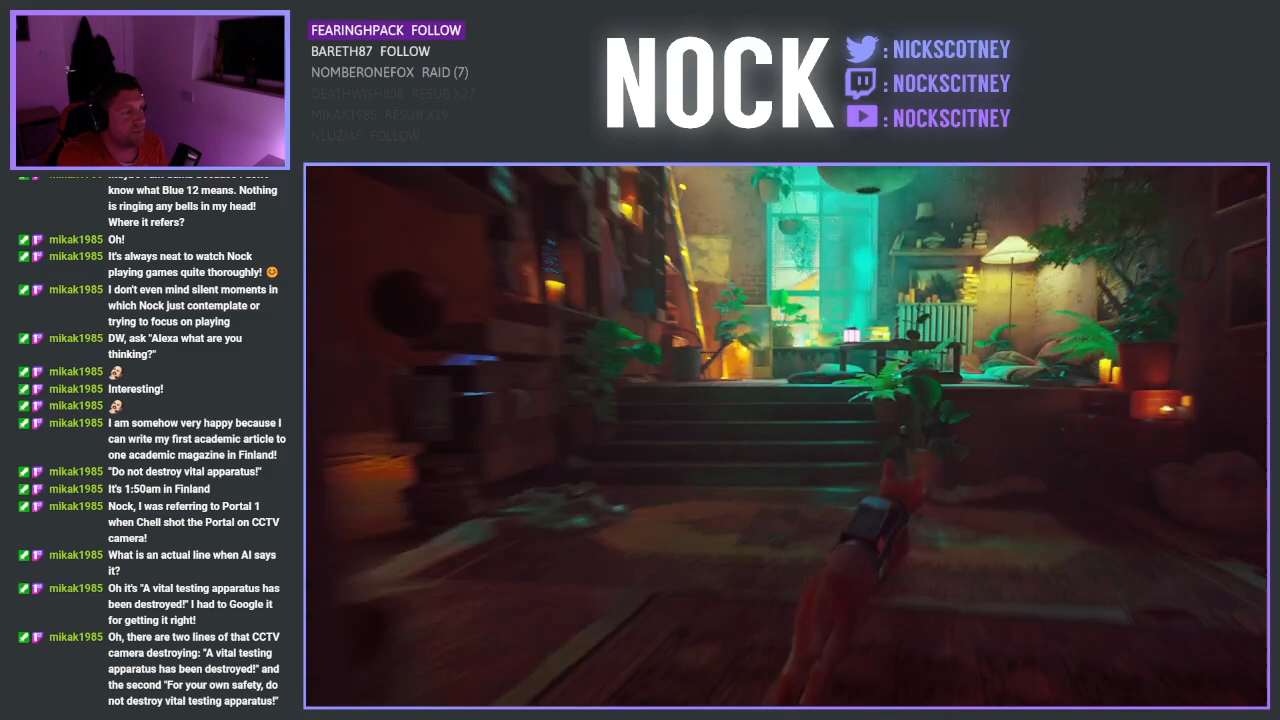 FEARINGHPACK FOLLOW
BARETH87 FOLLOW
NOMBERONEFOX RAID (7)
DEATHWISH808 RESUB X27
MIKAK1985 RESUB X19
NLUZIAF FOLLOW
NOCK
: NICKSCOTNEY
: NOCKSCITNEY
: NOCKSCITNEY
know what Blue 12 means. Nothing
is ringing any bells in my head!
Where it refers?
mikak1985 Oh!
mikak1985 It's always neat to watch Nock
playing games quite thoroughly! 😊
mikak1985 I don't even mind silent moments in
which Nock just contemplate or
trying to focus on playing
mikak1985 DW, ask "Alexa what are you
thinking?"
mikak1985
mikak1985 Interesting!
mikak1985
mikak1985 I am somehow very happy because I
can write my first academic article to
one academic magazine in Finland!
mikak1985 "Do not destroy vital apparatus!"
mikak1985 It's 1:50am in Finland
mikak1985 Nock, I was referring to Portal 1
when Chell shot the Portal on CCTV
camera!
mikak1985 What is an actual line when AI says
it?
mikak1985 Oh it's "A vital testing apparatus has
been destroyed!" I had to Google it
for getting it right!
mikak1985 Oh, there are two lines of that CCTV
camera destroying: "A vital testing
apparatus has been destroyed!" and
the second "For your own safety, do
not destroy vital testing apparatus!"